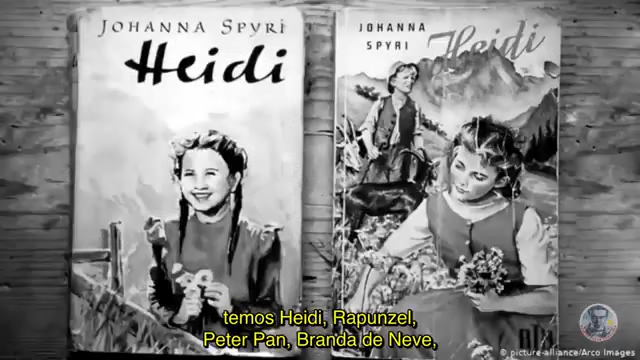 JOHANNA SPYRI
Heidi
JOHANNA
SPYRI
Heidi
temos Heidi, Rapunzel,
Peter Pan, Branda de Neve,
© picture-alliance/Arco Images